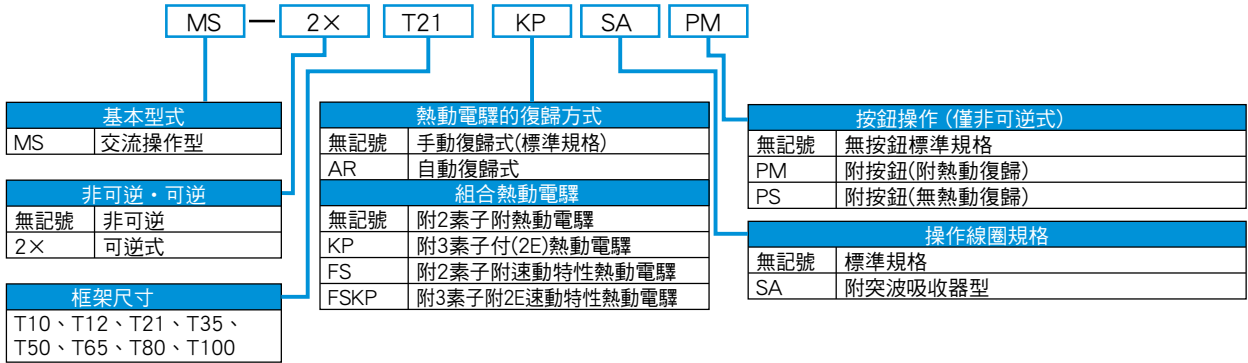 MS — 2× T21 KP SA PM
基本型式
MS 交流操作型
非可逆・可逆
無記號 非可逆
2× 可逆式
框架尺寸
T10、T12、T21、T35、
T50、T65、T80、T100
熱動電驛的復歸方式
無記號 手動復歸式(標準規格)
AR 自動復歸式
組合熱動電驛
無記號 附2素子附熱動電驛
KP 附3素子付(2E)熱動電驛
FS 附2素子附速動特性熱動電驛
FSKP 附3素子附2E速動特性熱動電驛
按鈕操作(僅非可逆式)
無記號 無按鈕標準規格
PM 附按鈕(附熱動復歸)
PS 附按鈕(無熱動復歸)
操作線圈規格
無記號 標準規格
SA 附突波吸收器型